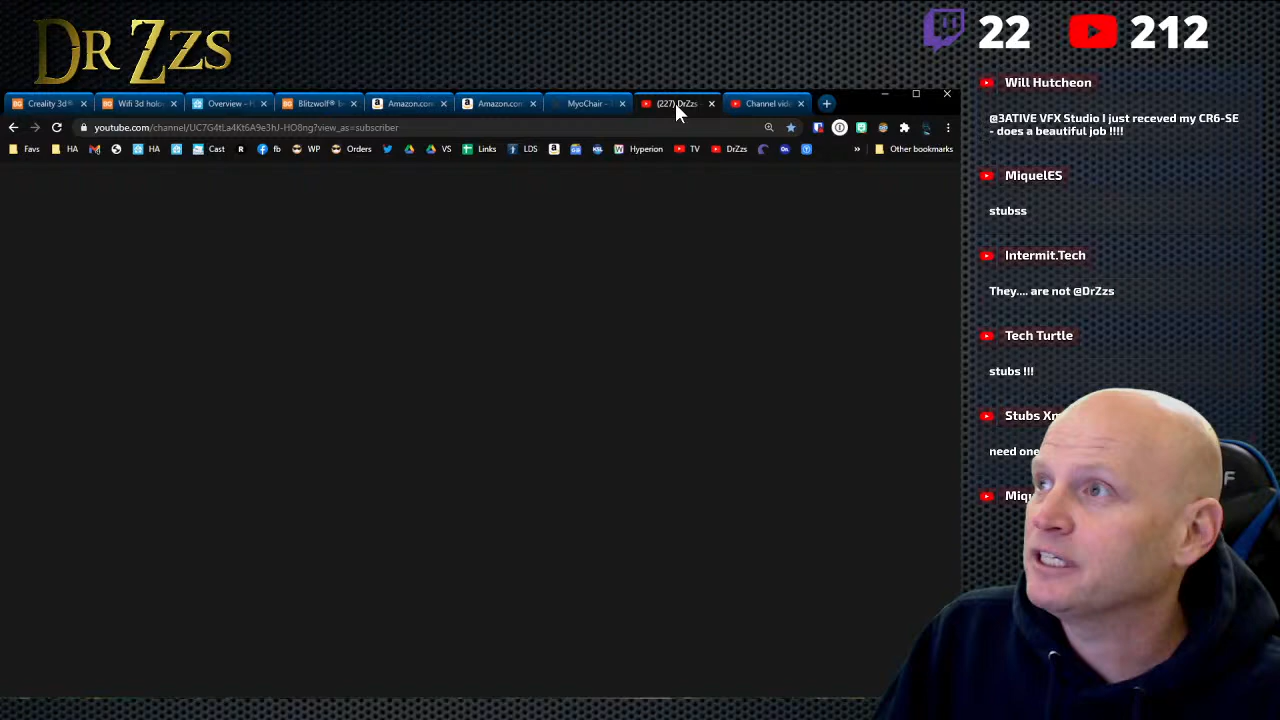 DrZzs
22 212
Creality 3d® Wifi 3d holo Overview - H Blitzwolf® Amazon.com Amazon.com MyoChair - (227) DrZzs Channel vide
youtube.com/channel/UC7G4tLa4Kt6A9e3hJ-HO8ng?view_as=subscriber
Favs HA HA Cast fb WP Orders VS Links LDS Hyperion TV DrZzs » Other bookmarks
Will Hutcheon
@3ATIVE VFX Studio I just receved my CR6-SE
- does a beautiful job !!!!
MiquelES
stubss
Intermit.Tech
They.... are not @DrZzs
Tech Turtle
stubs !!!
Stubs Xm
need one
Miqu